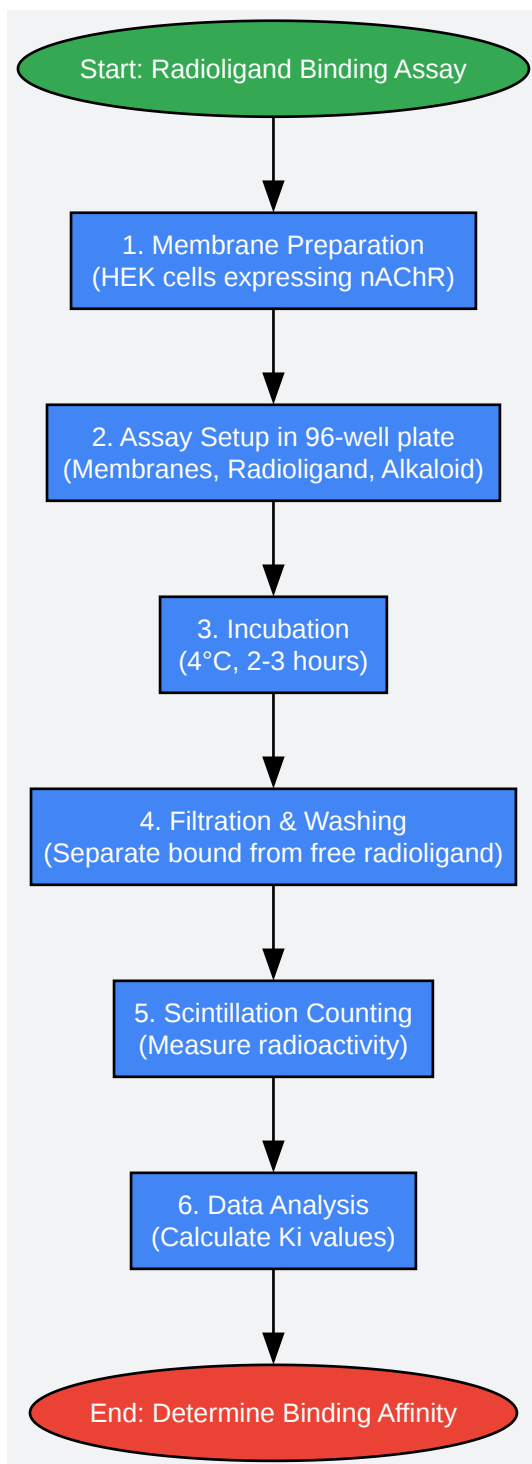 Start: Radioligand Binding Assay
1. Membrane Preparation
(HEK cells expressing nAChR)
2. Assay Setup in 96-well plate
(Membranes, Radioligand, Alkaloid)
3. Incubation
(4°C, 2-3 hours)
4. Filtration & Washing
(Separate bound from free radioligand)
5. Scintillation Counting
(Measure radioactivity)
6. Data Analysis
(Calculate Ki values)
End: Determine Binding Affinity